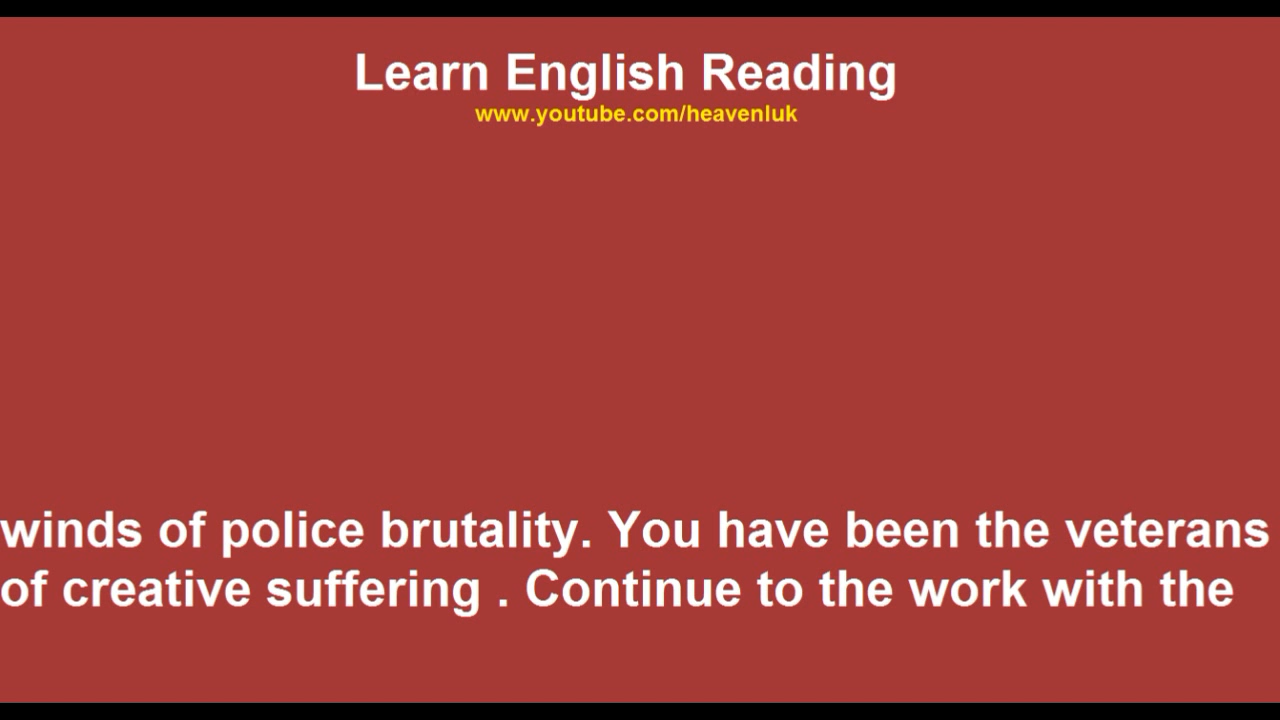 Learn English Reading
www.youtube.com/heavenluk
winds of police brutality. You have been the veterans
of creative suffering . Continue to the work with the